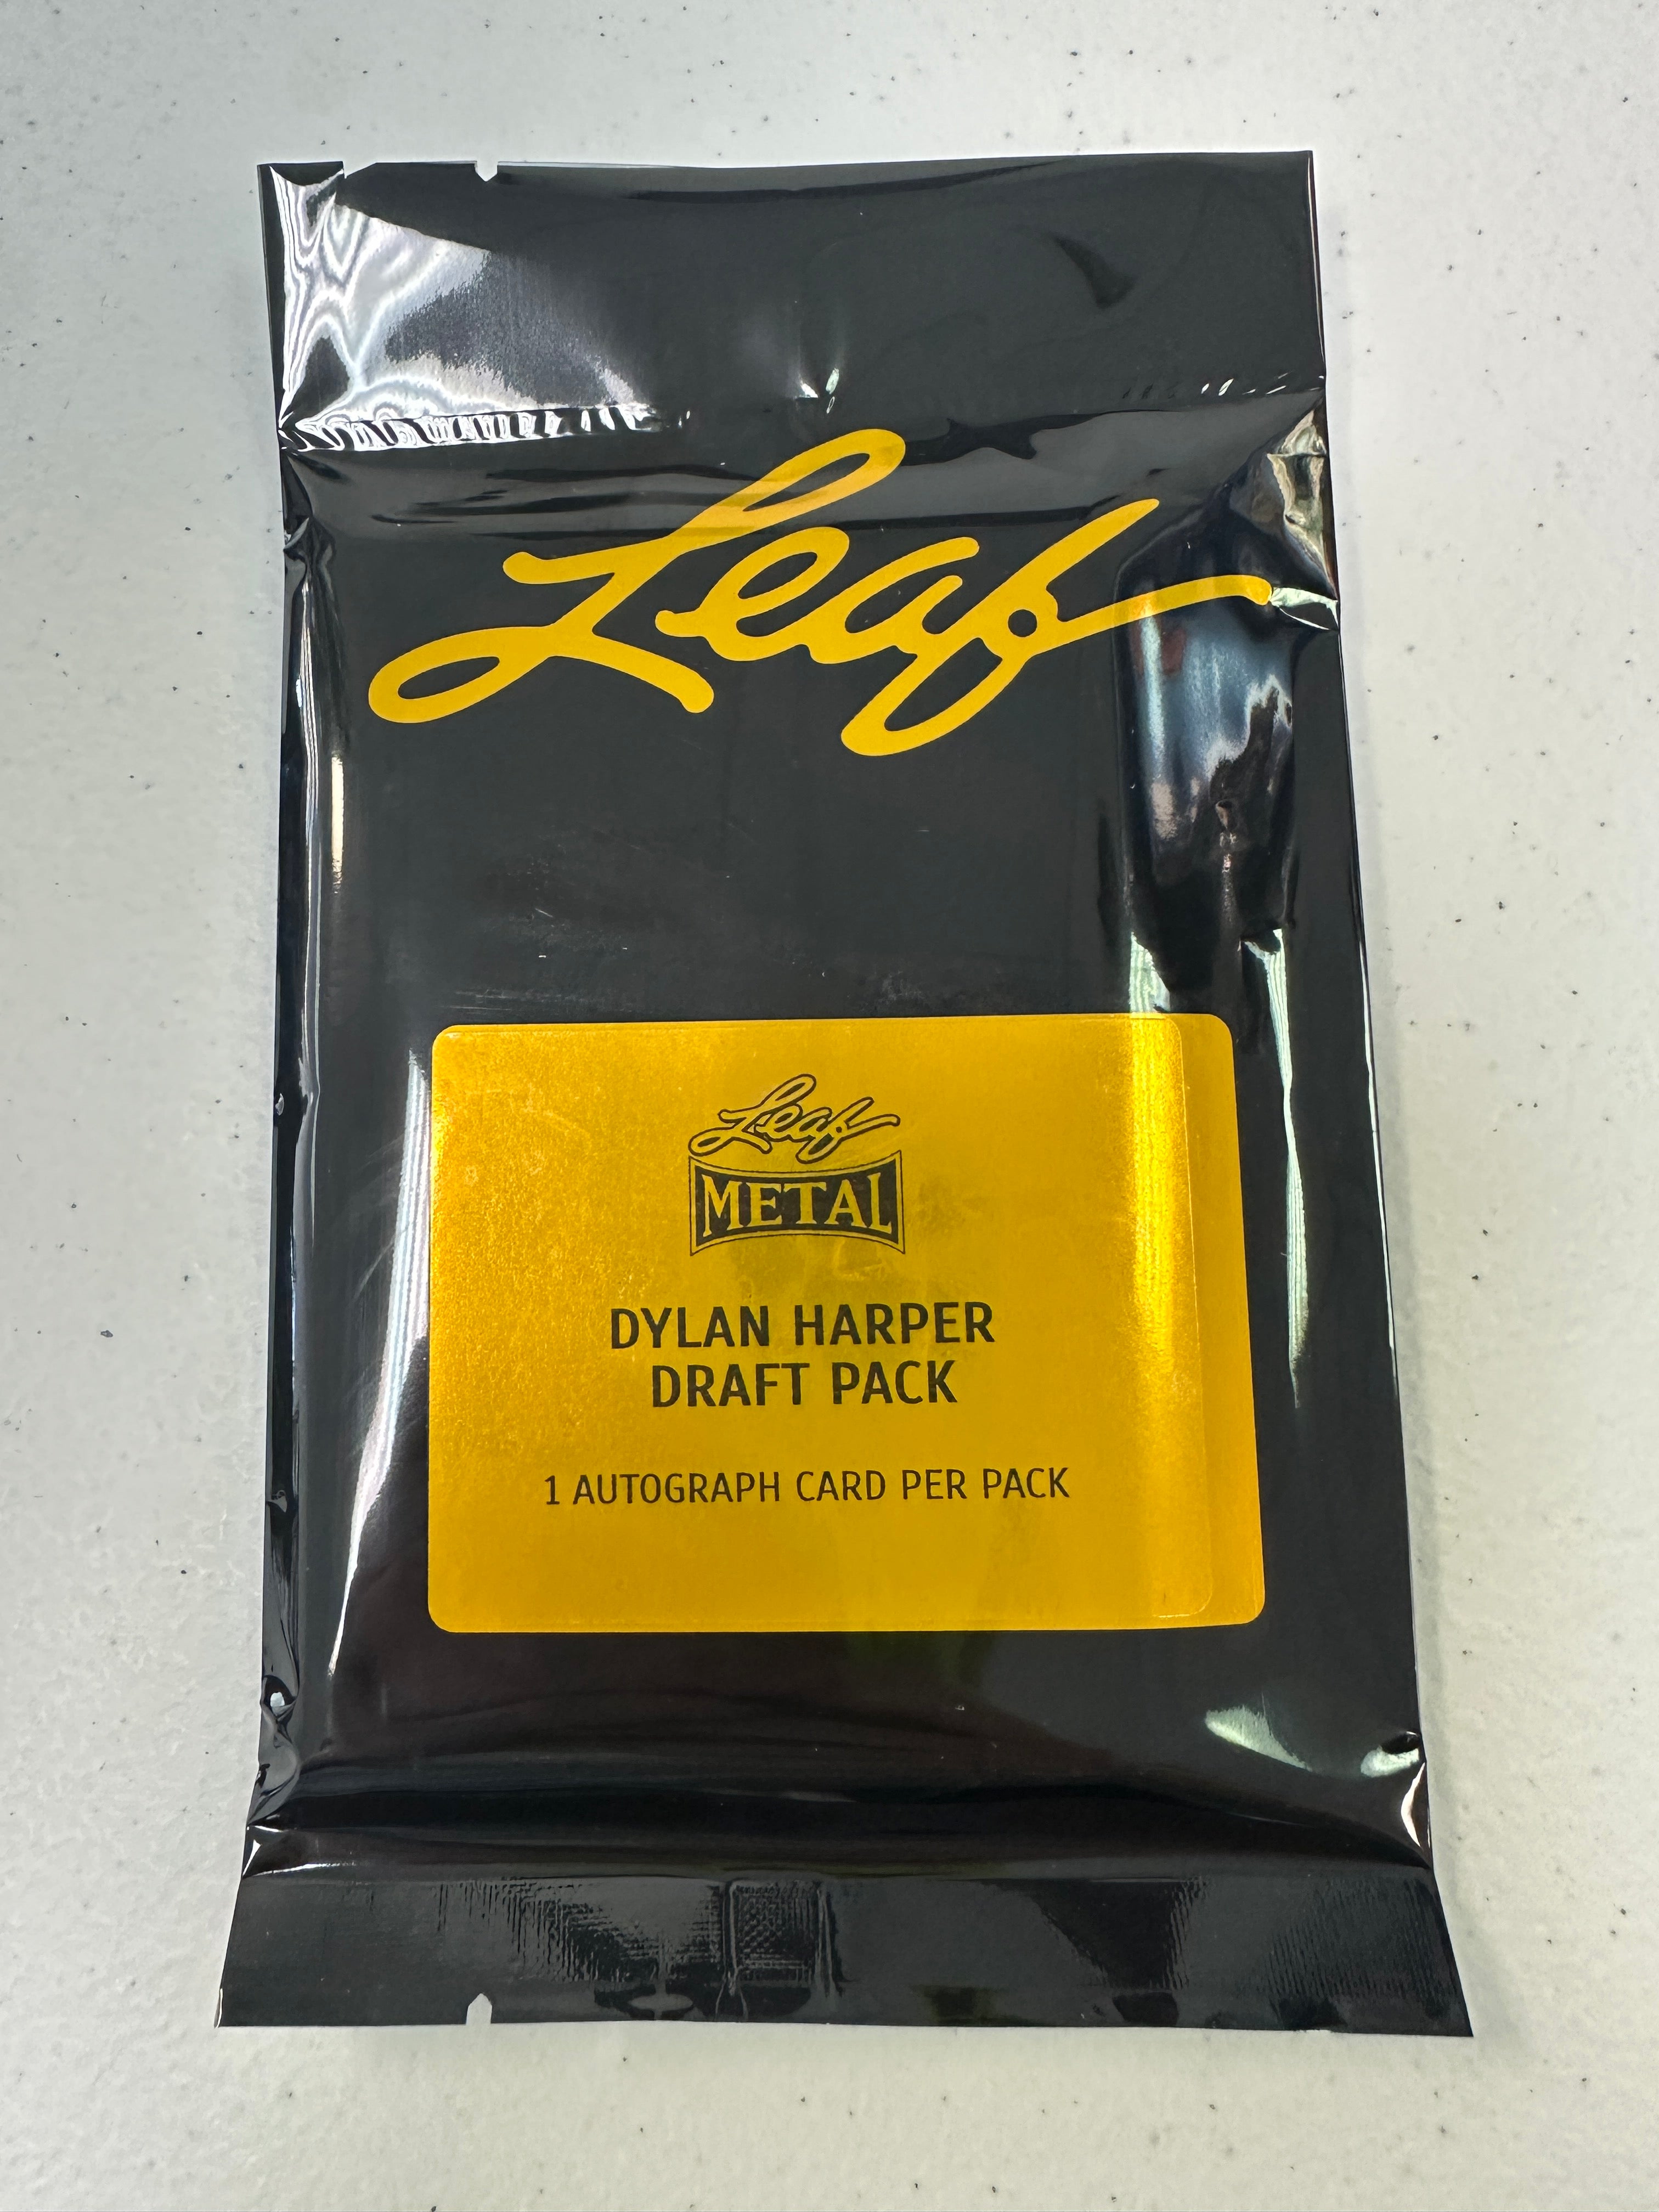 Leaf
Leaf
METAL
DYLAN HARPER
DRAFT PACK
1 AUTOGRAPH CARD PER PACK